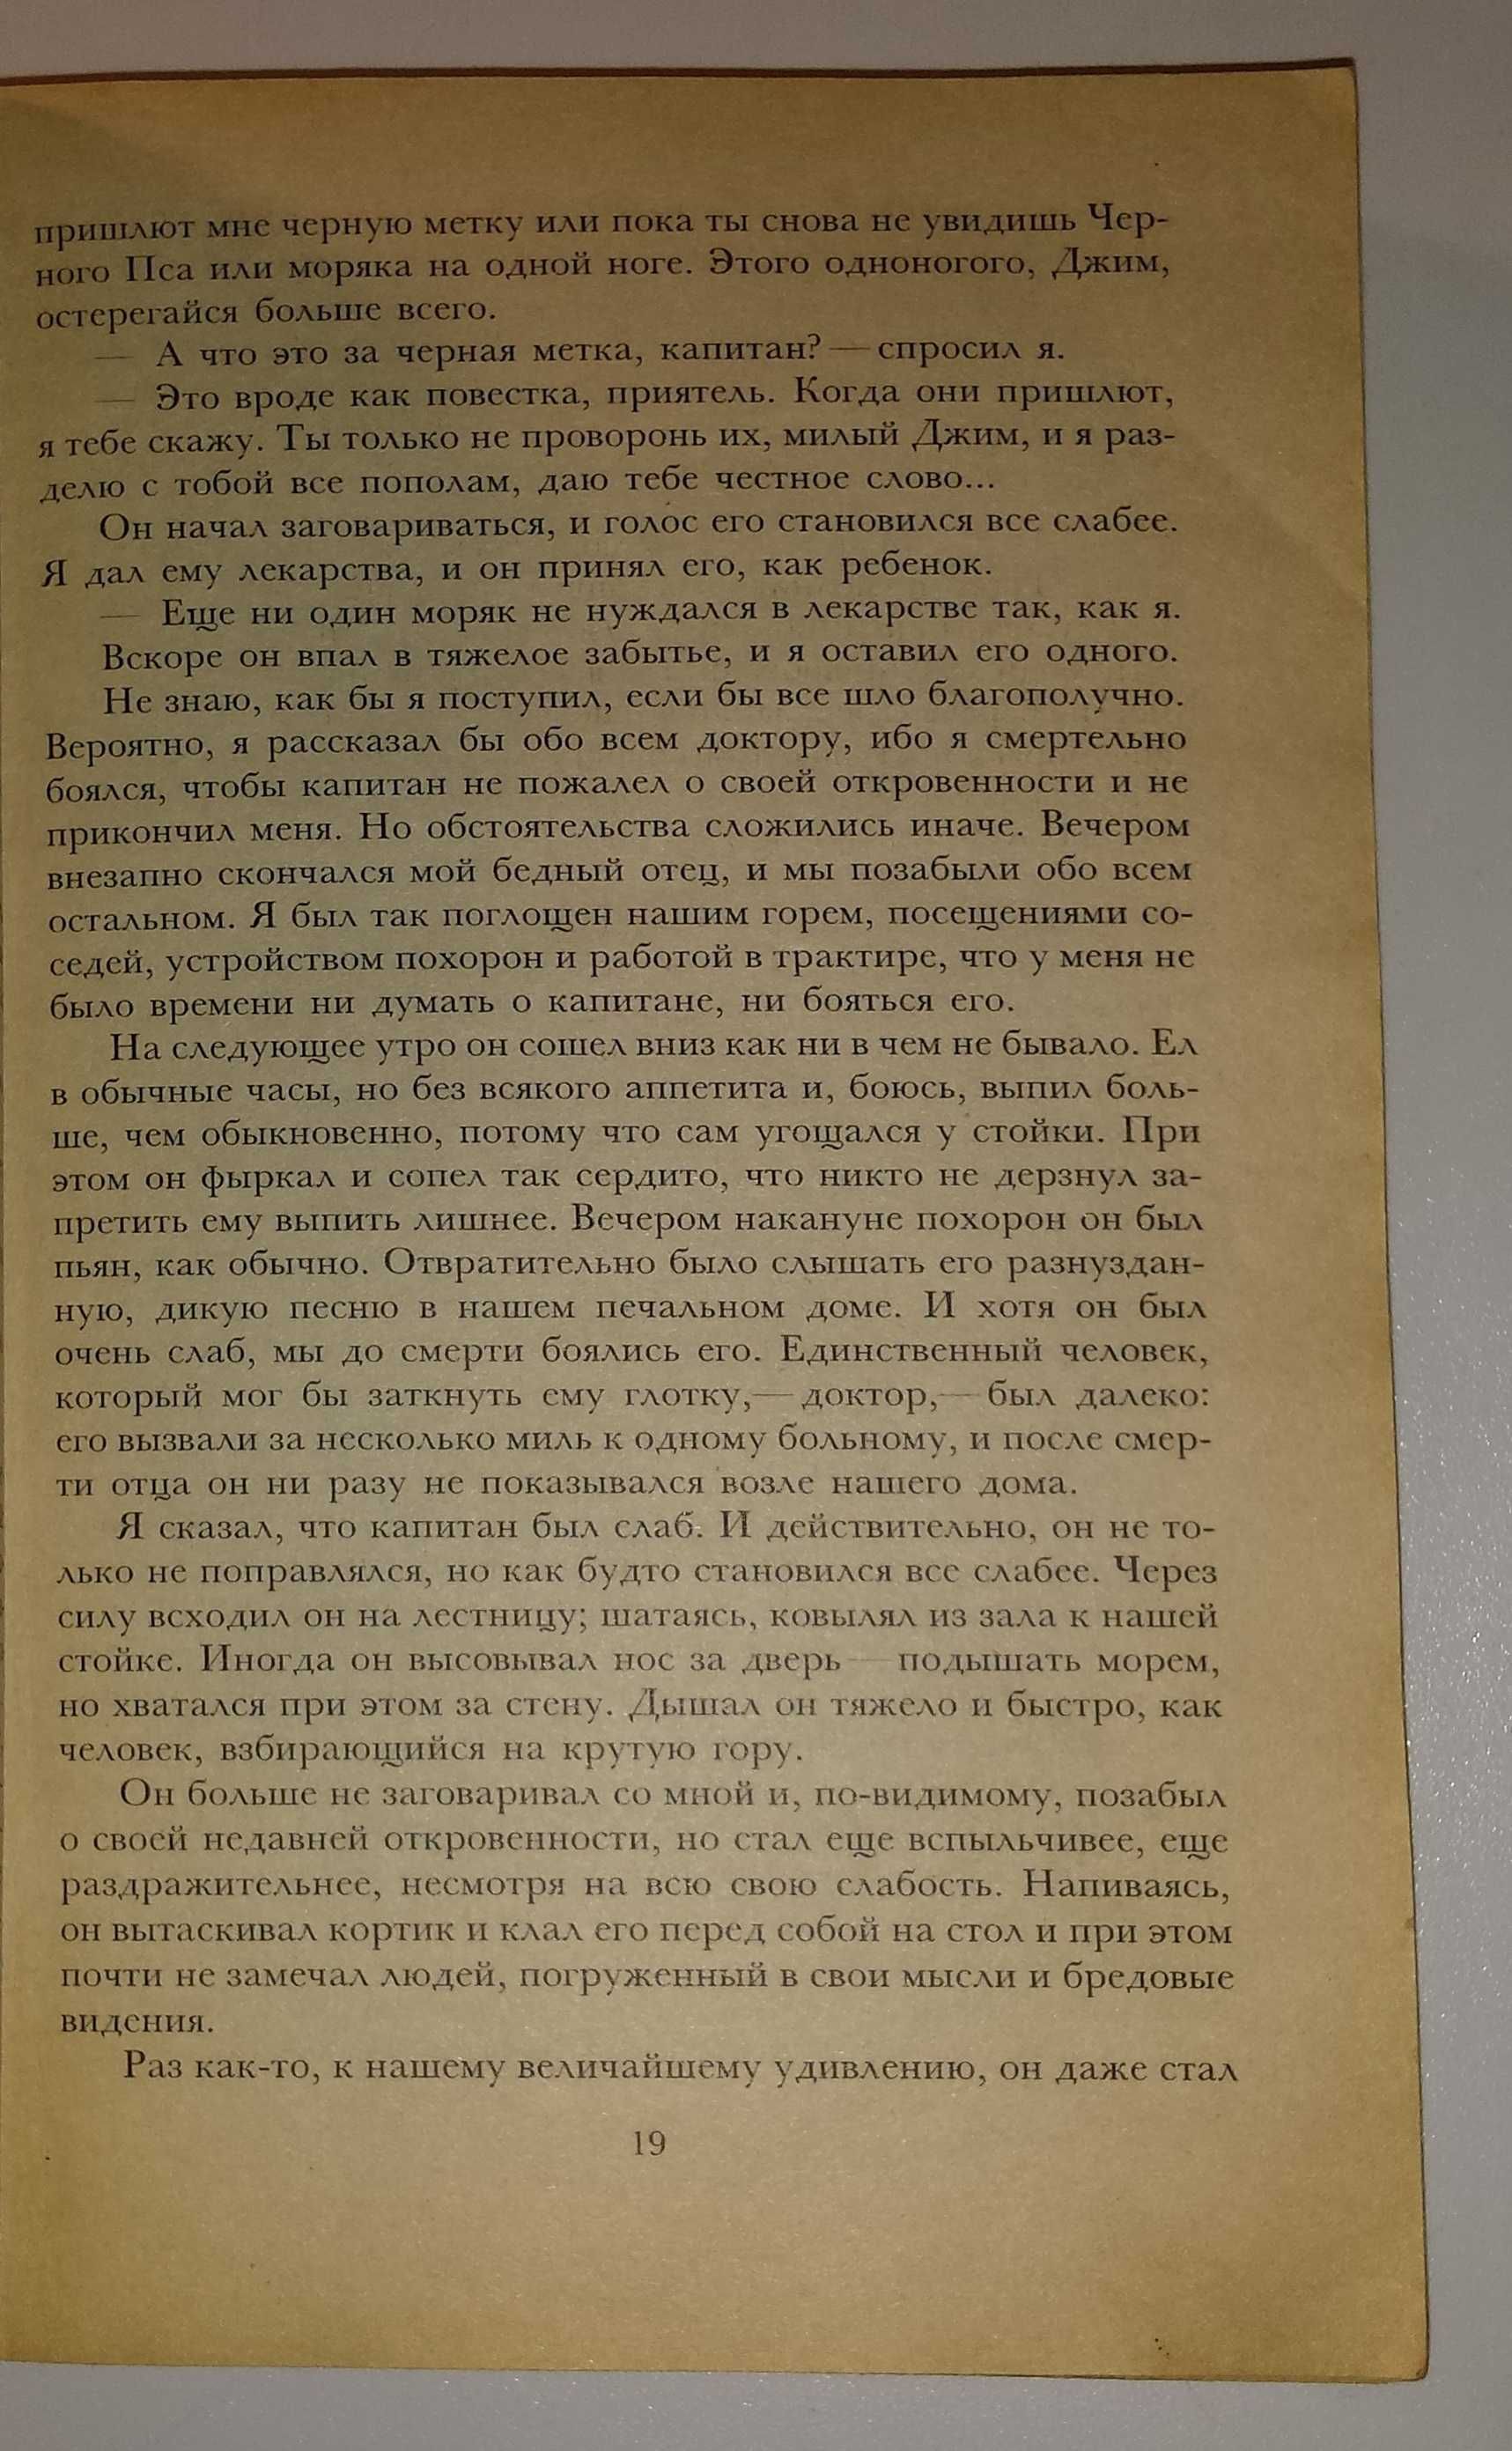 пришлют мне черную метку или пока ты снова не увидишь Чер-
ного Пса или моряка на одной ноге. Этого одноногого, Джим,
остерегайся больше всего.
— А что это за черная метка, капитан? — спросил я.
— Это вроде как повестка, приятель. Когда они пришлют,
я тебе скажу. Ты только не проворонь их, милый Джим, и я раз-
делю с тобой все пополам, даю тебе честное слово...
Он начал заговариваться, и голос его становился все слабее.
Я дал ему лекарства, и он принял его, как ребенок.
— Еще ни один моряк не нуждался в лекарстве так, как я.
Вскоре он впал в тяжелое забытье, и я оставил его одного.
Не знаю, как бы я поступил, если бы все шло благополучно.
Вероятно, я рассказал бы обо всем доктору, ибо я смертельно
боялся, чтобы капитан не пожалел о своей откровенности и не
прикончил меня. Но обстоятельства сложились иначе. Вечером
внезапно скончался мой бедный отец, и мы позабыли обо всем
остальном. Я был так поглощен нашим горем, посещениями со-
седей, устройством похорон и работой в трактире, что у меня не
было времени ни думать о капитане, ни бояться его.
На следующее утро он сошел вниз как ни в чем не бывало. Ел
в обычные часы, но без всякого аппетита и, боюсь, выпил боль-
ше, чем обыкновенно, потому что сам угощался у стойки. При
этом он фыркал и сопел так сердито, что никто не дерзнул за-
претить ему выпить лишнее. Вечером накануне похорон он был
пьян, как обычно. Отвратительно было слышать его разнуздан-
ную, дикую песню в нашем печальном доме. И хотя он был
очень слаб, мы до смерти боялись его. Единственный человек,
который мог бы заткнуть ему глотку,— доктор,— был далеко:
его вызвали за несколько миль к одному больному, и после смер-
ти отца он ни разу не показывался возле нашего дома.
Я сказал, что капитан был слаб. И действительно, он не то-
лько не поправлялся, но как будто становился все слабее. Через
силу всходил он на лестницу; шатаясь, ковылял из зала к нашей
стойке. Иногда он высовывал нос за дверь — подышать морем,
но хватался при этом за стену. Дышал он тяжело и быстро, как
человек, взбирающийся на крутую гору.
Он больше не заговаривал со мной и, по-видимому, позабыл
о своей недавней откровенности, но стал еще вспыльчивее, еще
раздражительнее, несмотря на всю свою слабость. Напиваясь,
он вытаскивал кортик и клал его перед собой на стол и при этом
почти не замечал людей, погруженный в свои мысли и бредовые
видения.
Раз как-то, к нашему величайшему удивлению, он даже стал
19